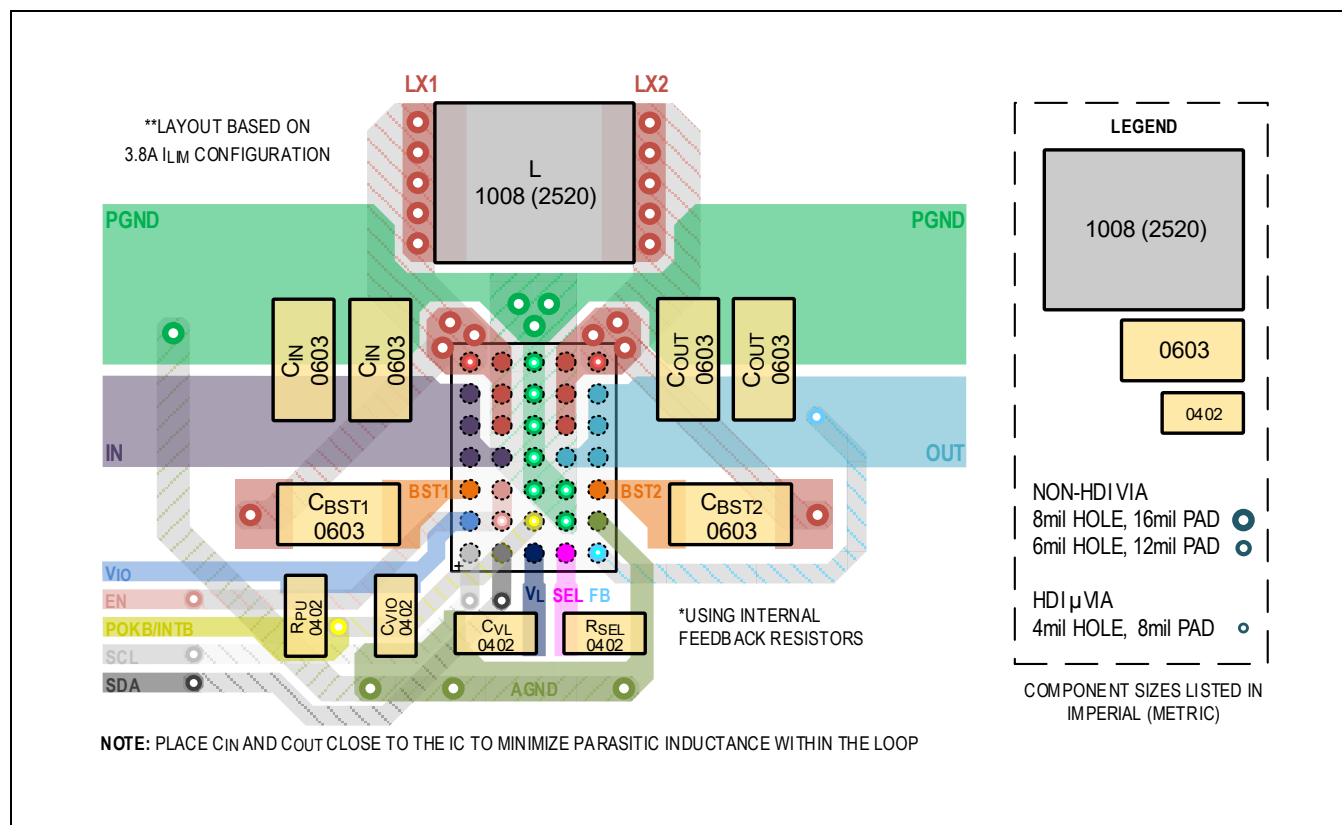 LX1
LX2
**LAYOUT BASED ON
3.8A ILIM CONFIGURATION
L
1008 (2520)
PGND
PGND
CIN
0603
CIN
0603
COUT
0603
COUT
0603
IN
OUT
BST1
BST2
CBST1
0603
CBST2
0603
VIO
EN
POKB/INTB
SCL
SDA
RPU
0402
CVIO
0402
+
VL
SEL
FB
CVL
0402
RSEL
0402
*USING INTERNAL
FEEDBACK RESISTORS
AGND
NOTE: PLACE CIN AND COUT CLOSE TO THE IC TO MINIMIZE PARASITIC INDUCTANCE WITHIN THE LOOP
LEGEND
1008 (2520)
0603
0402
NON-HDI VIA
8mil HOLE, 16mil PAD
6mil HOLE, 12mil PAD
HDI µVIA
4mil HOLE, 8mil PAD
COMPONENT SIZES LISTED IN
IMPERIAL (METRIC)